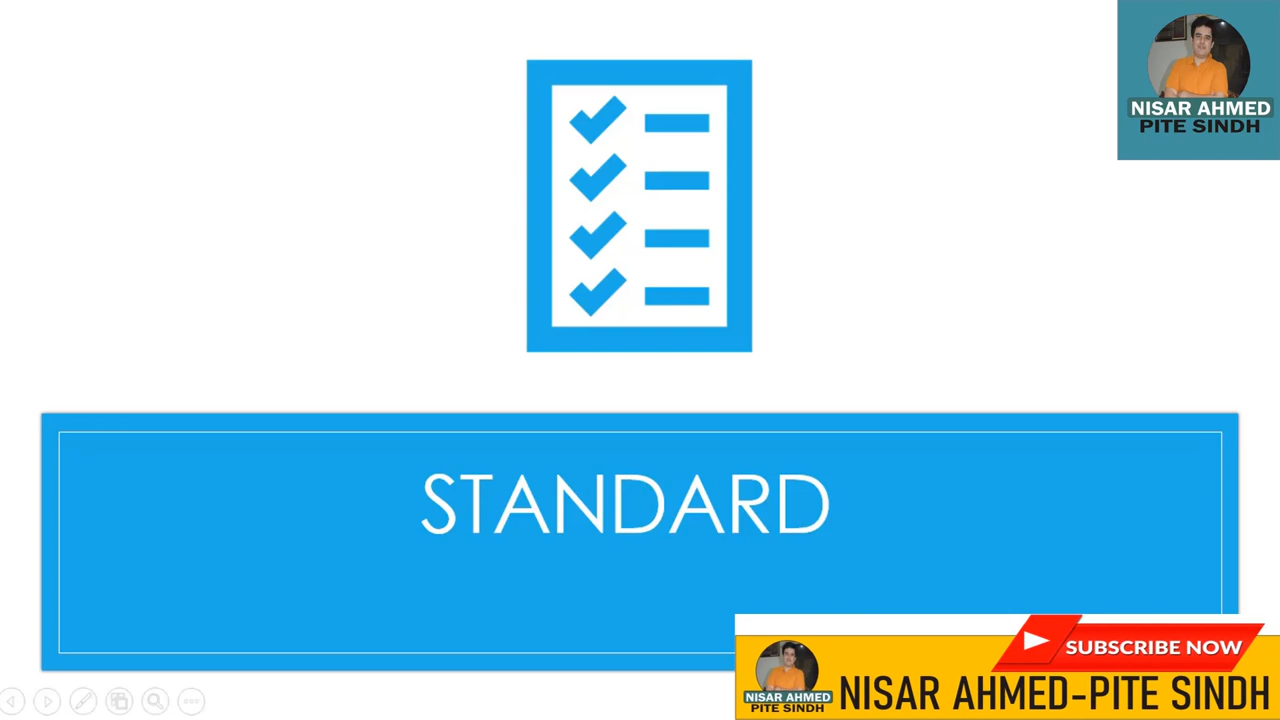 NISAR AHMED
PITE SINDH
STANDARD
SUBSCRIBE NOW
NISAR AHMED
PITE SINDH
NISAR AHMED-PITE SINDH